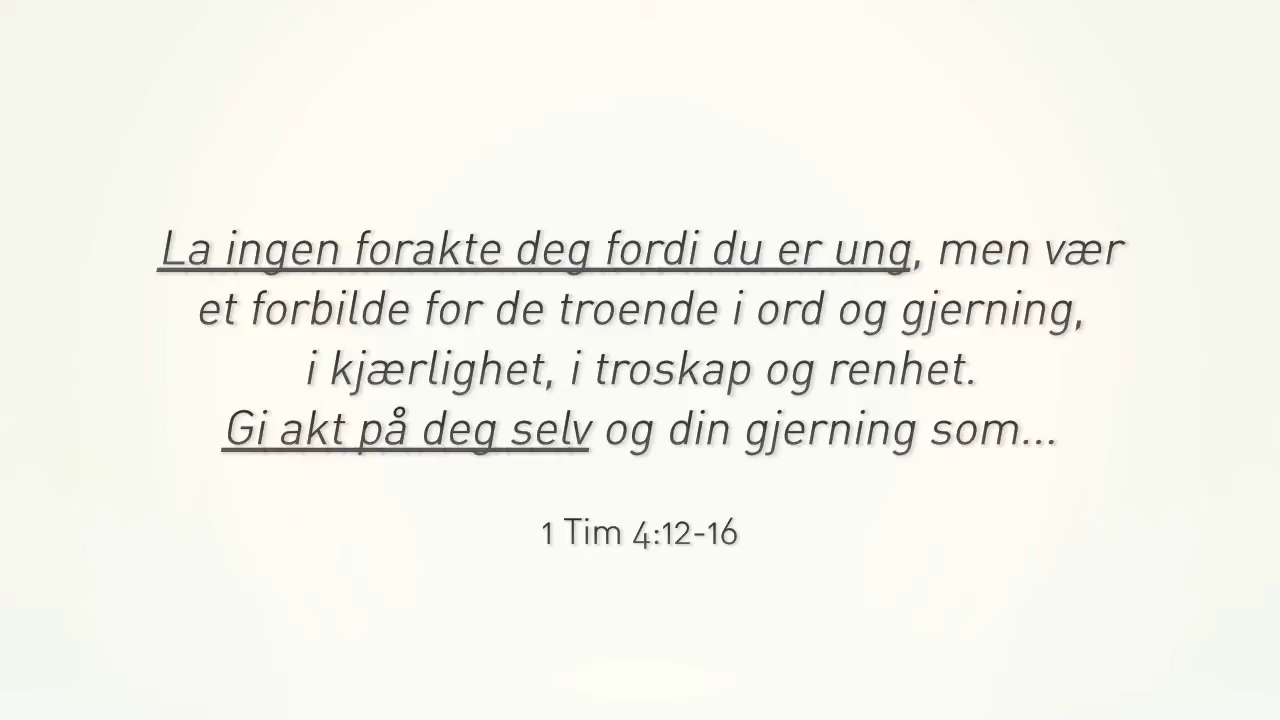 La ingen forakte deg fordi du er ung, men vær
et forbilde for de troende i ord og gjerning,
i kjærlighet, i troskap og renhet.
Gi akt på deg selv og din gjerning som...
1 Tim 4:12-16